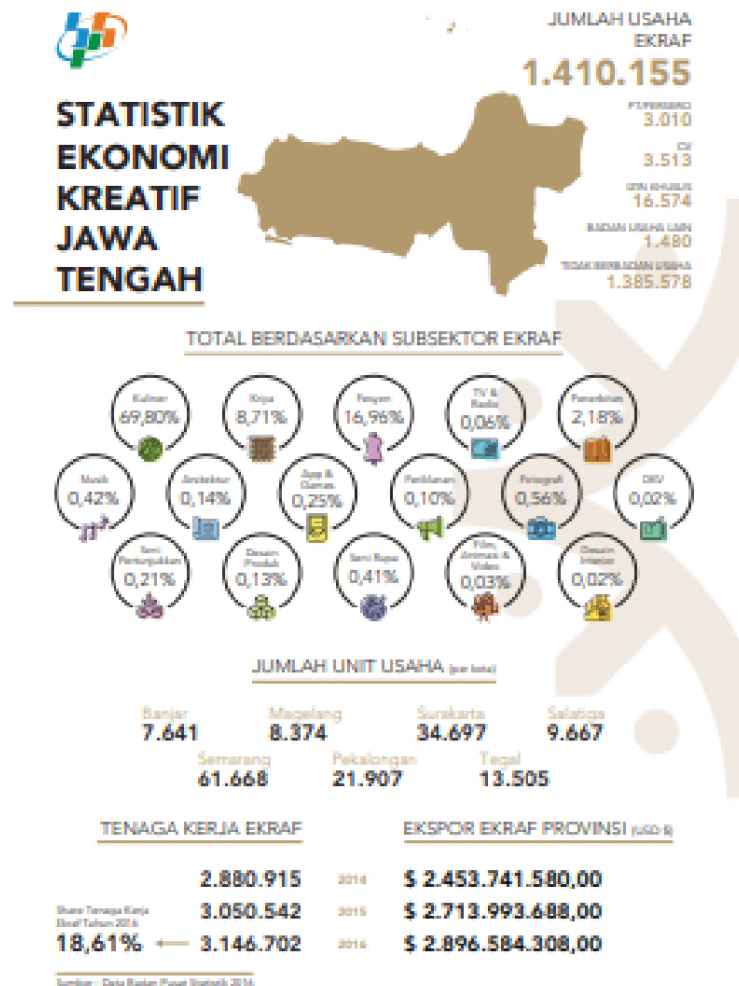 JUMLAH USAHA
EKRAF
1.410.155
PT/PERSERO
3.010
CV
3.513
IZIN KHUSUS
16.574
BADAN USAHA LAIN
1.480
TIDAK BERBADAN USAHA
1.385.578
STATISTIK
EKONOMI
KREATIF
JAWA
TENGAH
TOTAL BERDASARKAN SUBSEKTOR EKRAF
Kuliner
69,80%
Kriya
8,71%
Fesyen
16,96%
TV &
Radio
0,06%
Penerbitan
2,18%
Musik
0,42%
Arsitektur
0,14%
App &
Games
0,25%
Periklanan
0,10%
Fotografi
0,56%
DKV
0,02%
Seni
Pertunjukkan
0,21%
Desain
Produk
0,13%
Seni Rupa
0,41%
Film,
Animasi &
Video
0,03%
Desain
Interior
0,02%
JUMLAH UNIT USAHA (per kota)
Banjar
7.641
Magelang
8.374
Surakarta
34.697
Salatiga
9.667
Semarang
61.668
Pekalongan
21.907
Tegal
13.505
TENAGA KERJA EKRAF
EKSPOR EKRAF PROVINSI (USD $)
2.880.915 2014 $ 2.453.741.580,00
Share Tenaga Kerja
Ekraf Tahun 2016
3.050.542 2015 $ 2.713.993.688,00
18,61% ← 3.146.702 2016 $ 2.896.584.308,00
Sumber : Data Badan Pusat Statistik 2016